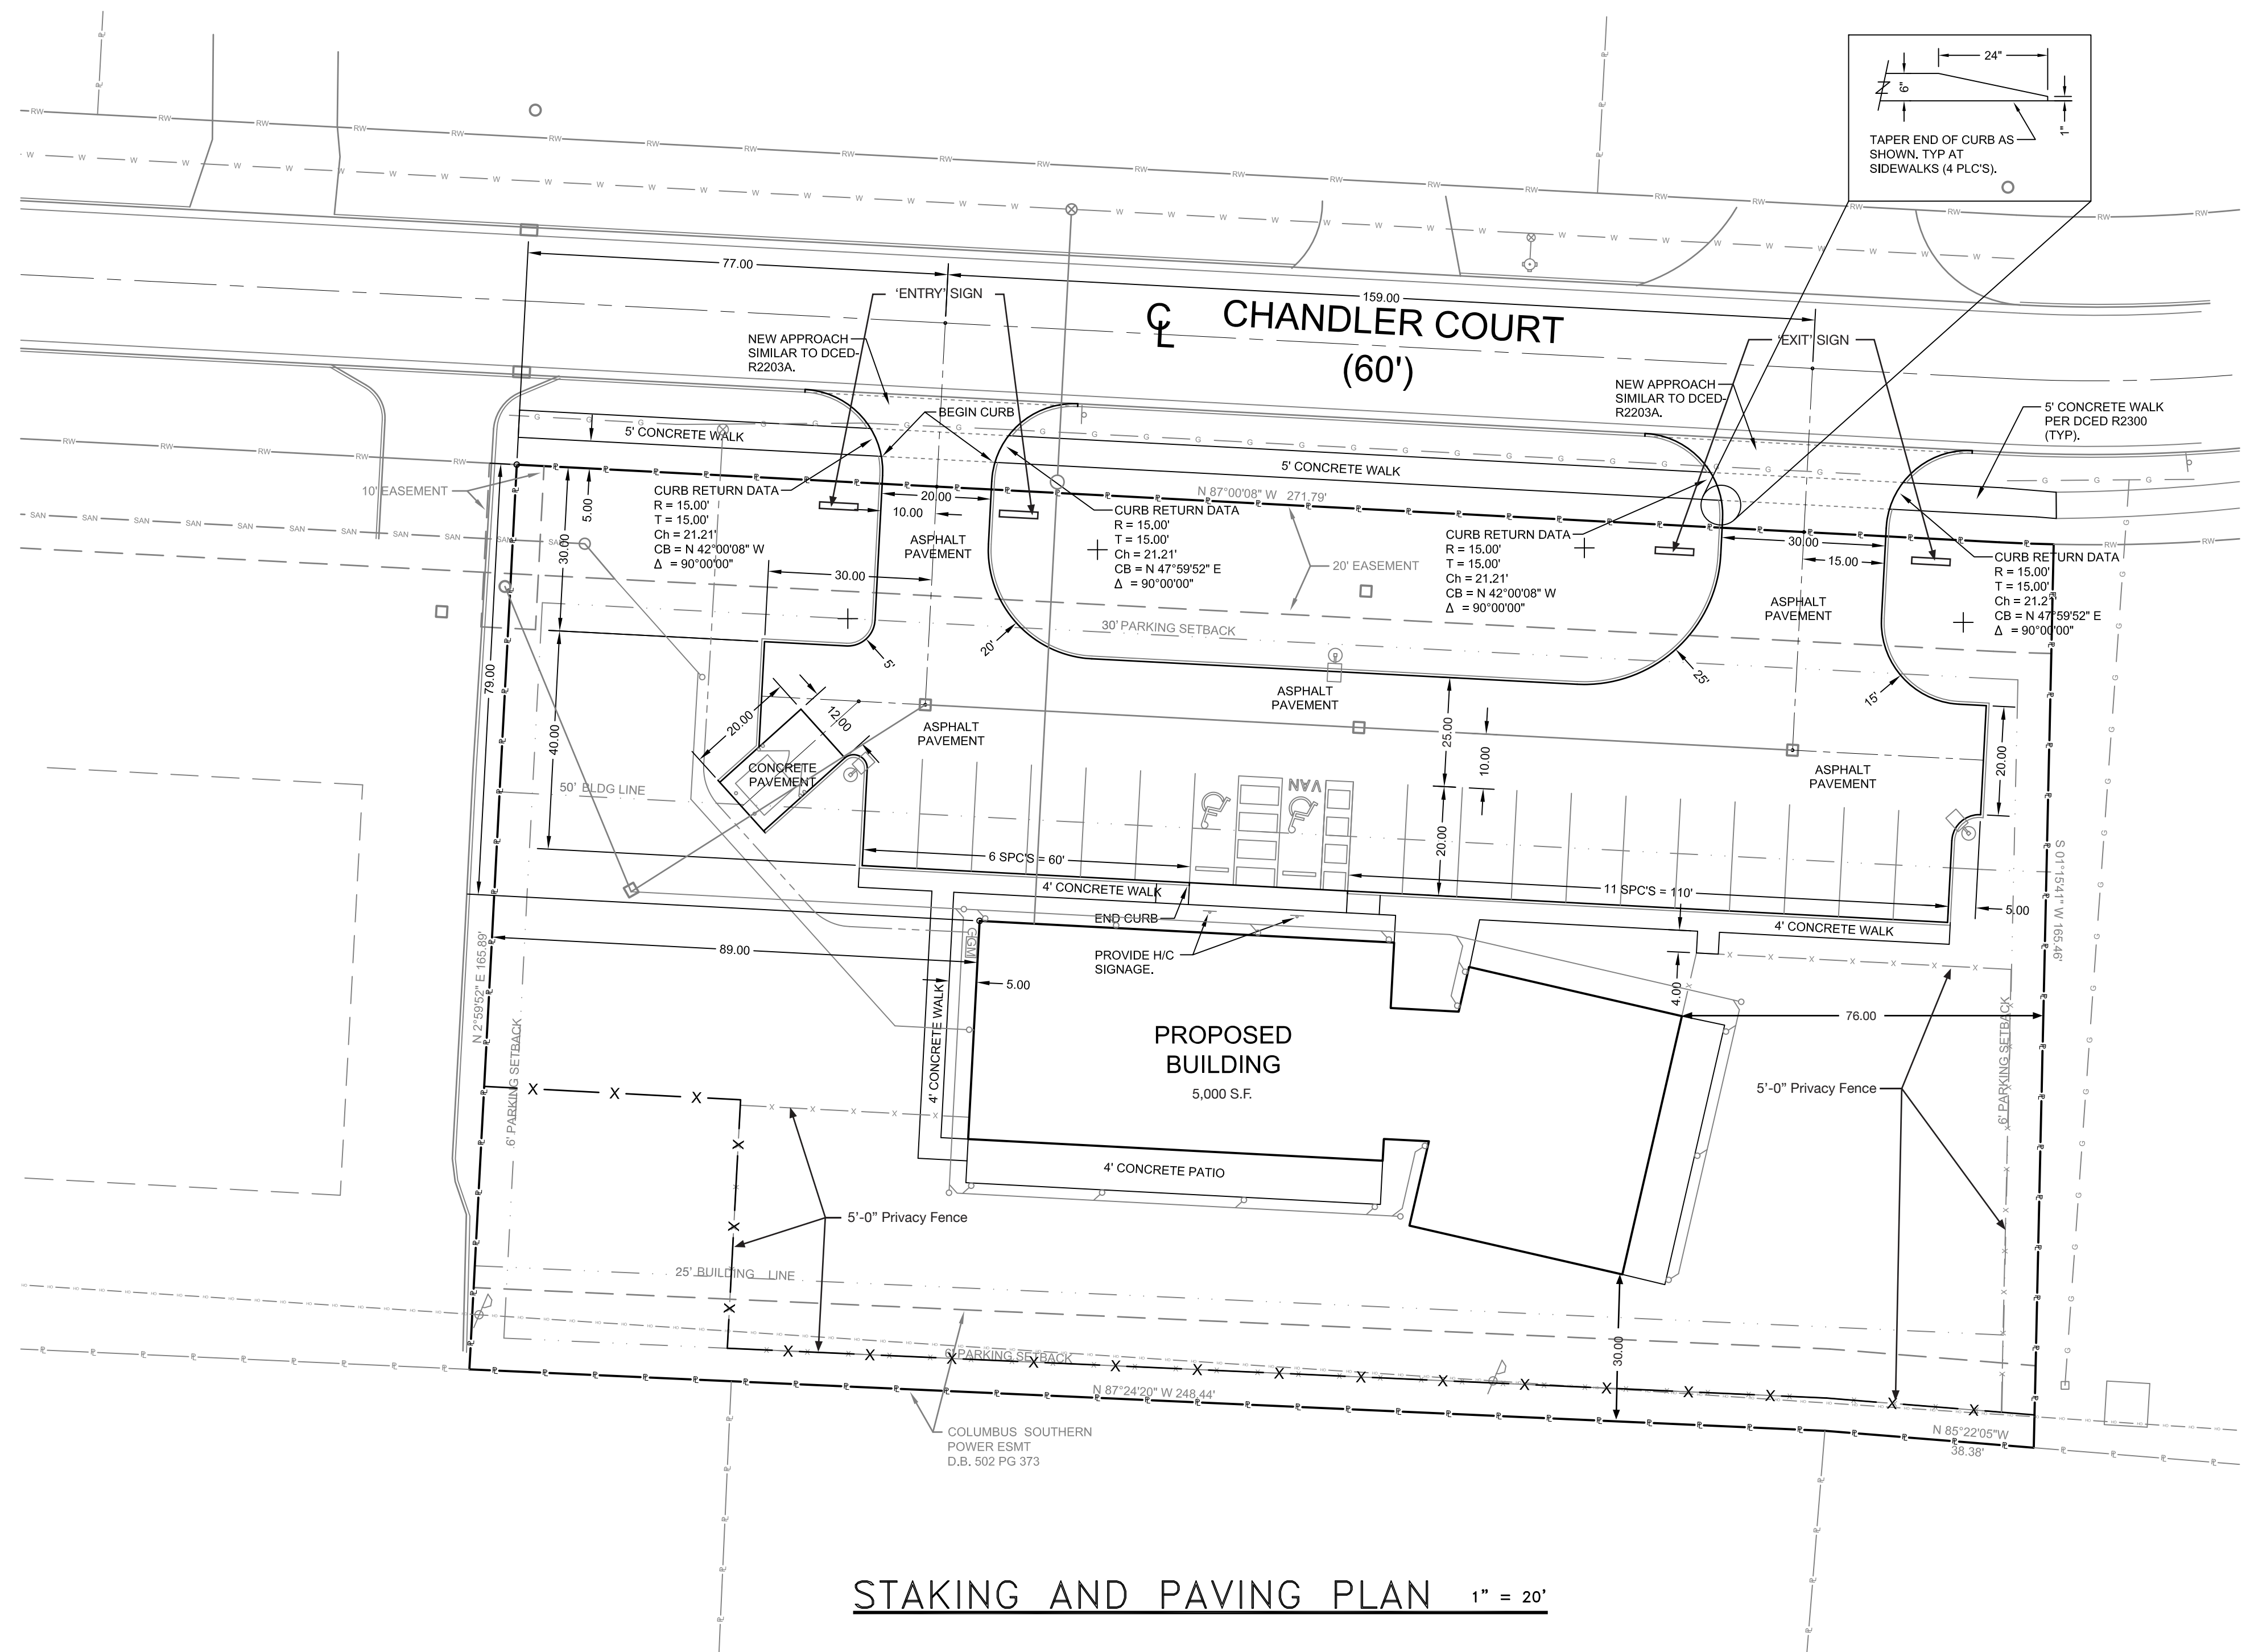 24"
6"
1"
TAPER END OF CURB AS
SHOWN. TYP AT
SIDEWALKS (4 PLC'S).
77.00
159.00
'ENTRY' SIGN
CHANDLER COURT
(60')
NEW APPROACH
SIMILAR TO DCED-
R2203A.
'EXIT' SIGN
NEW APPROACH
SIMILAR TO DCED-
R2203A.
BEGIN CURB
5' CONCRETE WALK
PER DCED R2300
(TYP).
5' CONCRETE WALK
5' CONCRETE WALK
10' EASEMENT
N 87°00'08" W 271.79'
CURB RETURN DATA
R = 15.00'
T = 15.00'
Ch = 21.21'
CB = N 42°00'08" W
Δ = 90°00'00"
5.00
30.00
20.00
10.00
ASPHALT
PAVEMENT
30.00
CURB RETURN DATA
R = 15.00'
T = 15.00'
Ch = 21.21'
CB = N 47°59'52" E
Δ = 90°00'00"
20' EASEMENT
CURB RETURN DATA
R = 15.00'
T = 15.00'
Ch = 21.21'
CB = N 42°00'08" W
Δ = 90°00'00"
30.00
15.00
ASPHALT
PAVEMENT
CURB RETURN DATA
R = 15.00'
T = 15.00'
Ch = 21.21'
CB = N 47°59'52" E
Δ = 90°00'00"
30' PARKING SETBACK
5'
20'
25'
15'
79.00
40.00
20.00
12.00
CONCRETE
PAVEMENT
ASPHALT
PAVEMENT
ASPHALT
PAVEMENT
25.00
10.00
ASPHALT
PAVEMENT
20.00
50' BLDG LINE
VAN
20.00
6 SPC'S = 60'
11 SPC'S = 110'
4' CONCRETE WALK
END CURB
5.00
4' CONCRETE WALK
S 01°15'41" W 165.46'
N 2°59'52" E 165.89'
89.00
GM
5.00
PROVIDE H/C
SIGNAGE.
4.00
76.00
4' CONCRETE WALK
PROPOSED
BUILDING
5,000 S.F.
6' PARKING SETBACK
6' PARKING SETBACK
5'-0" Privacy Fence
4' CONCRETE PATIO
5'-0" Privacy Fence
25' BUILDING LINE
30.00
6' PARKING SETBACK
N 87°24'20" W 248.44'
N 85°22'05"W
38.38'
COLUMBUS SOUTHERN
POWER ESMT
D.B. 502 PG 373
STAKING AND PAVING PLAN 1" = 20'